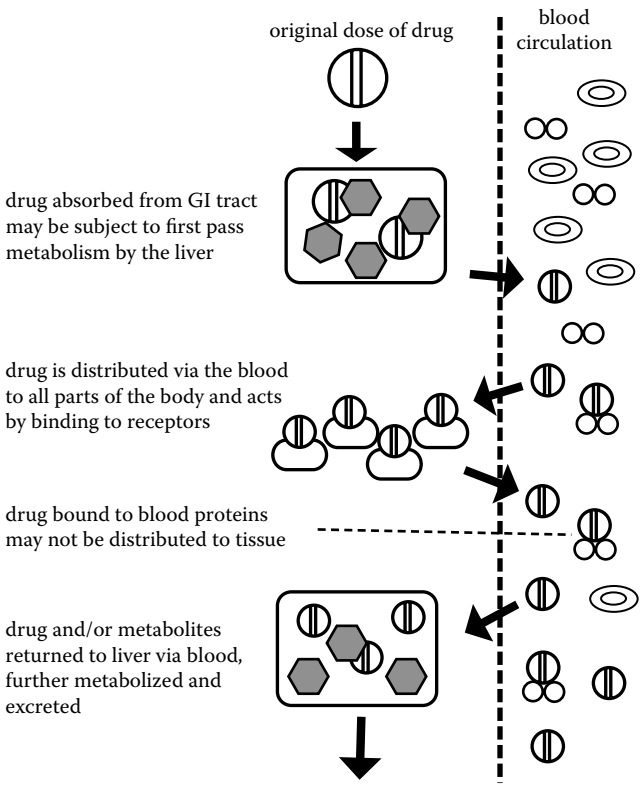 original dose of drug
blood
circulation
drug absorbed from GI tract
may be subject to first pass
metabolism by the liver
drug is distributed via the blood
to all parts of the body and acts
by binding to receptors
drug bound to blood proteins
may not be distributed to tissue
drug and/or metabolites
returned to liver via blood,
further metabolized and
excreted